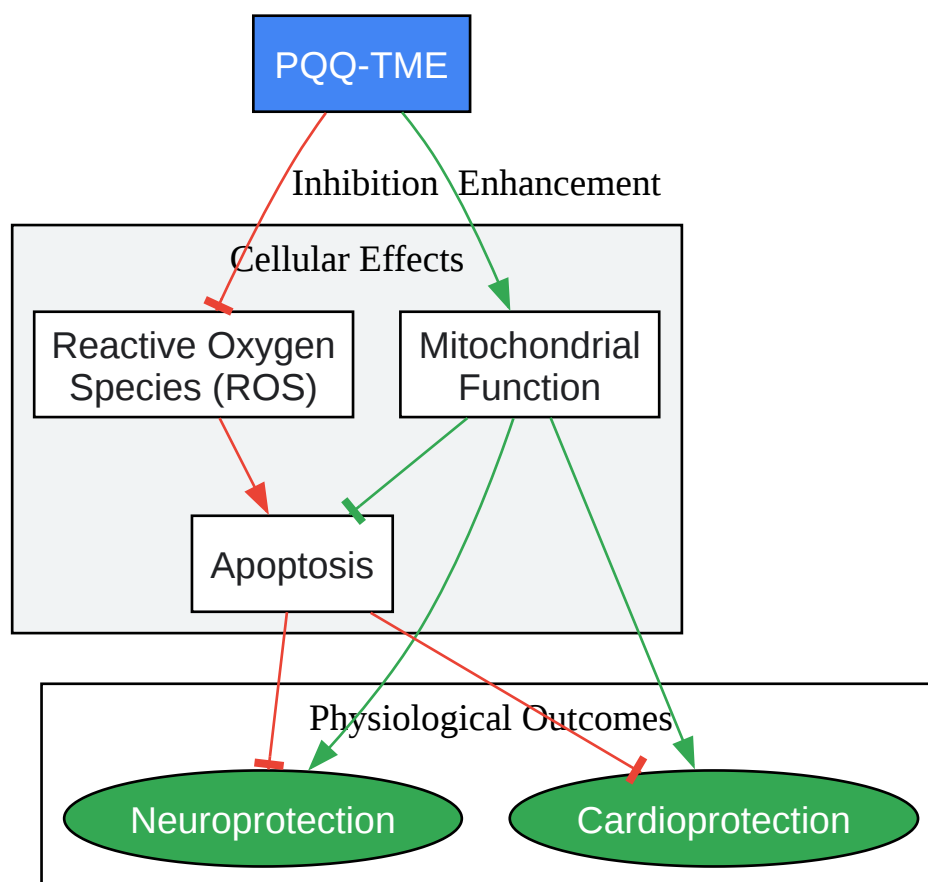 PQQ-TME
Inhibition
Enhancement
Cellular Effects
Reactive Oxygen
Species (ROS)
Mitochondrial
Function
Apoptosis
Physiological Outcomes
Neuroprotection
Cardioprotection